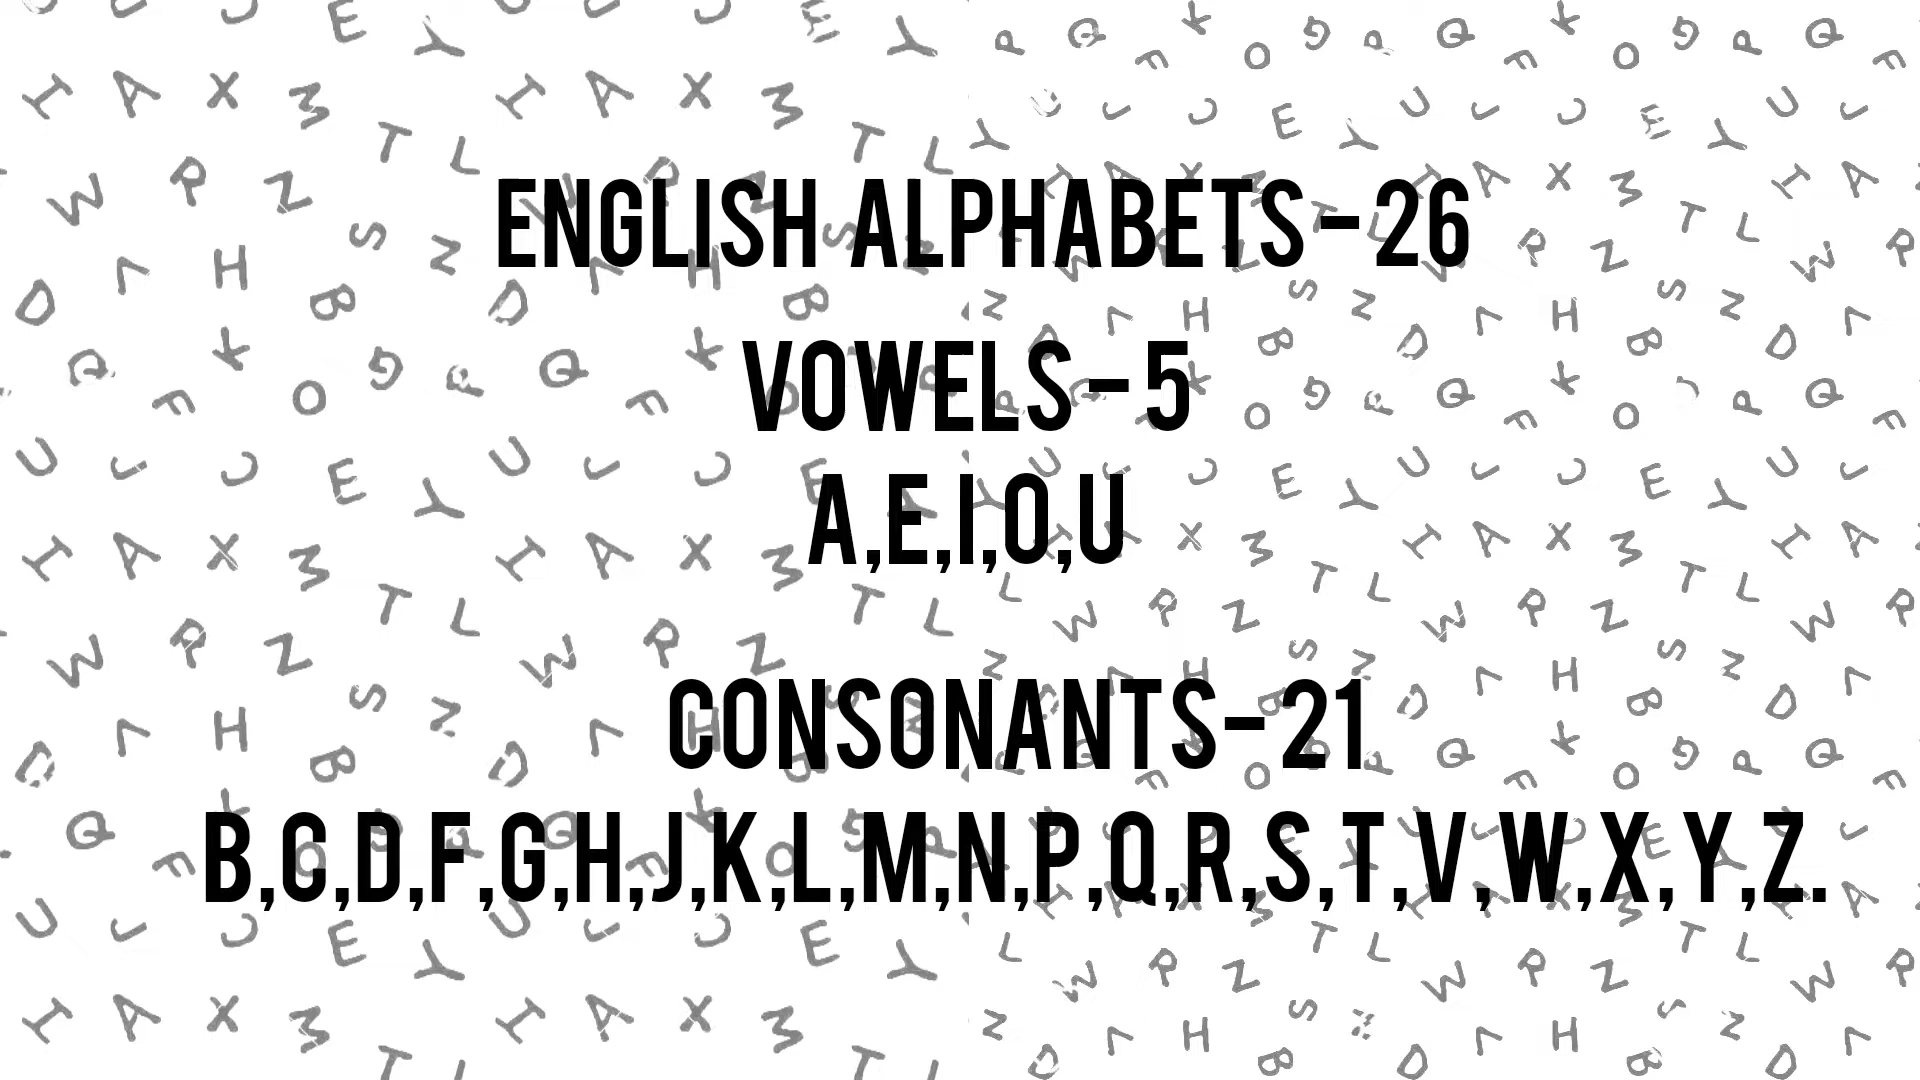 ENGLISH ALPHABETS - 26
VOWELS - 5
A,E,I,O,U
CONSONANTS - 21
B,C,D,F,G,H,J,K,L,M,N,P,Q,R,S,T,V,W,X,Y,Z.